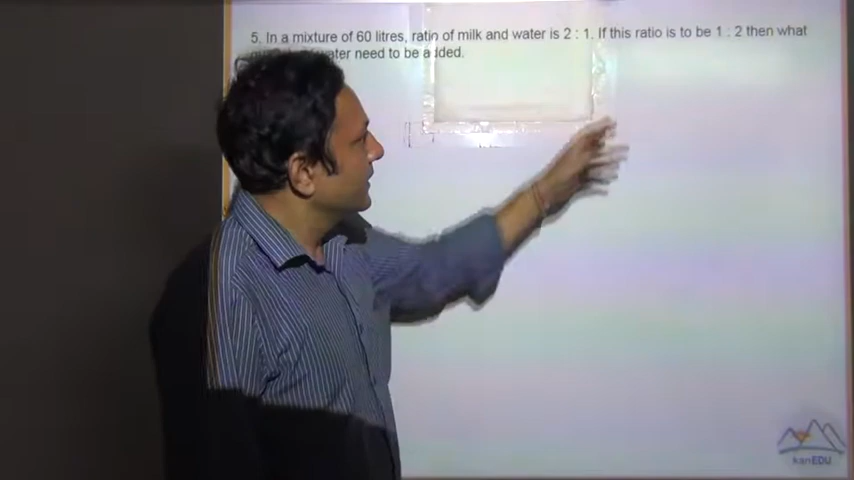 5. In a mixture of 60 litres, ratio of milk and water is 2 : 1. If this ratio is to be 1 : 2 then what
water need to be added.
kanEDU